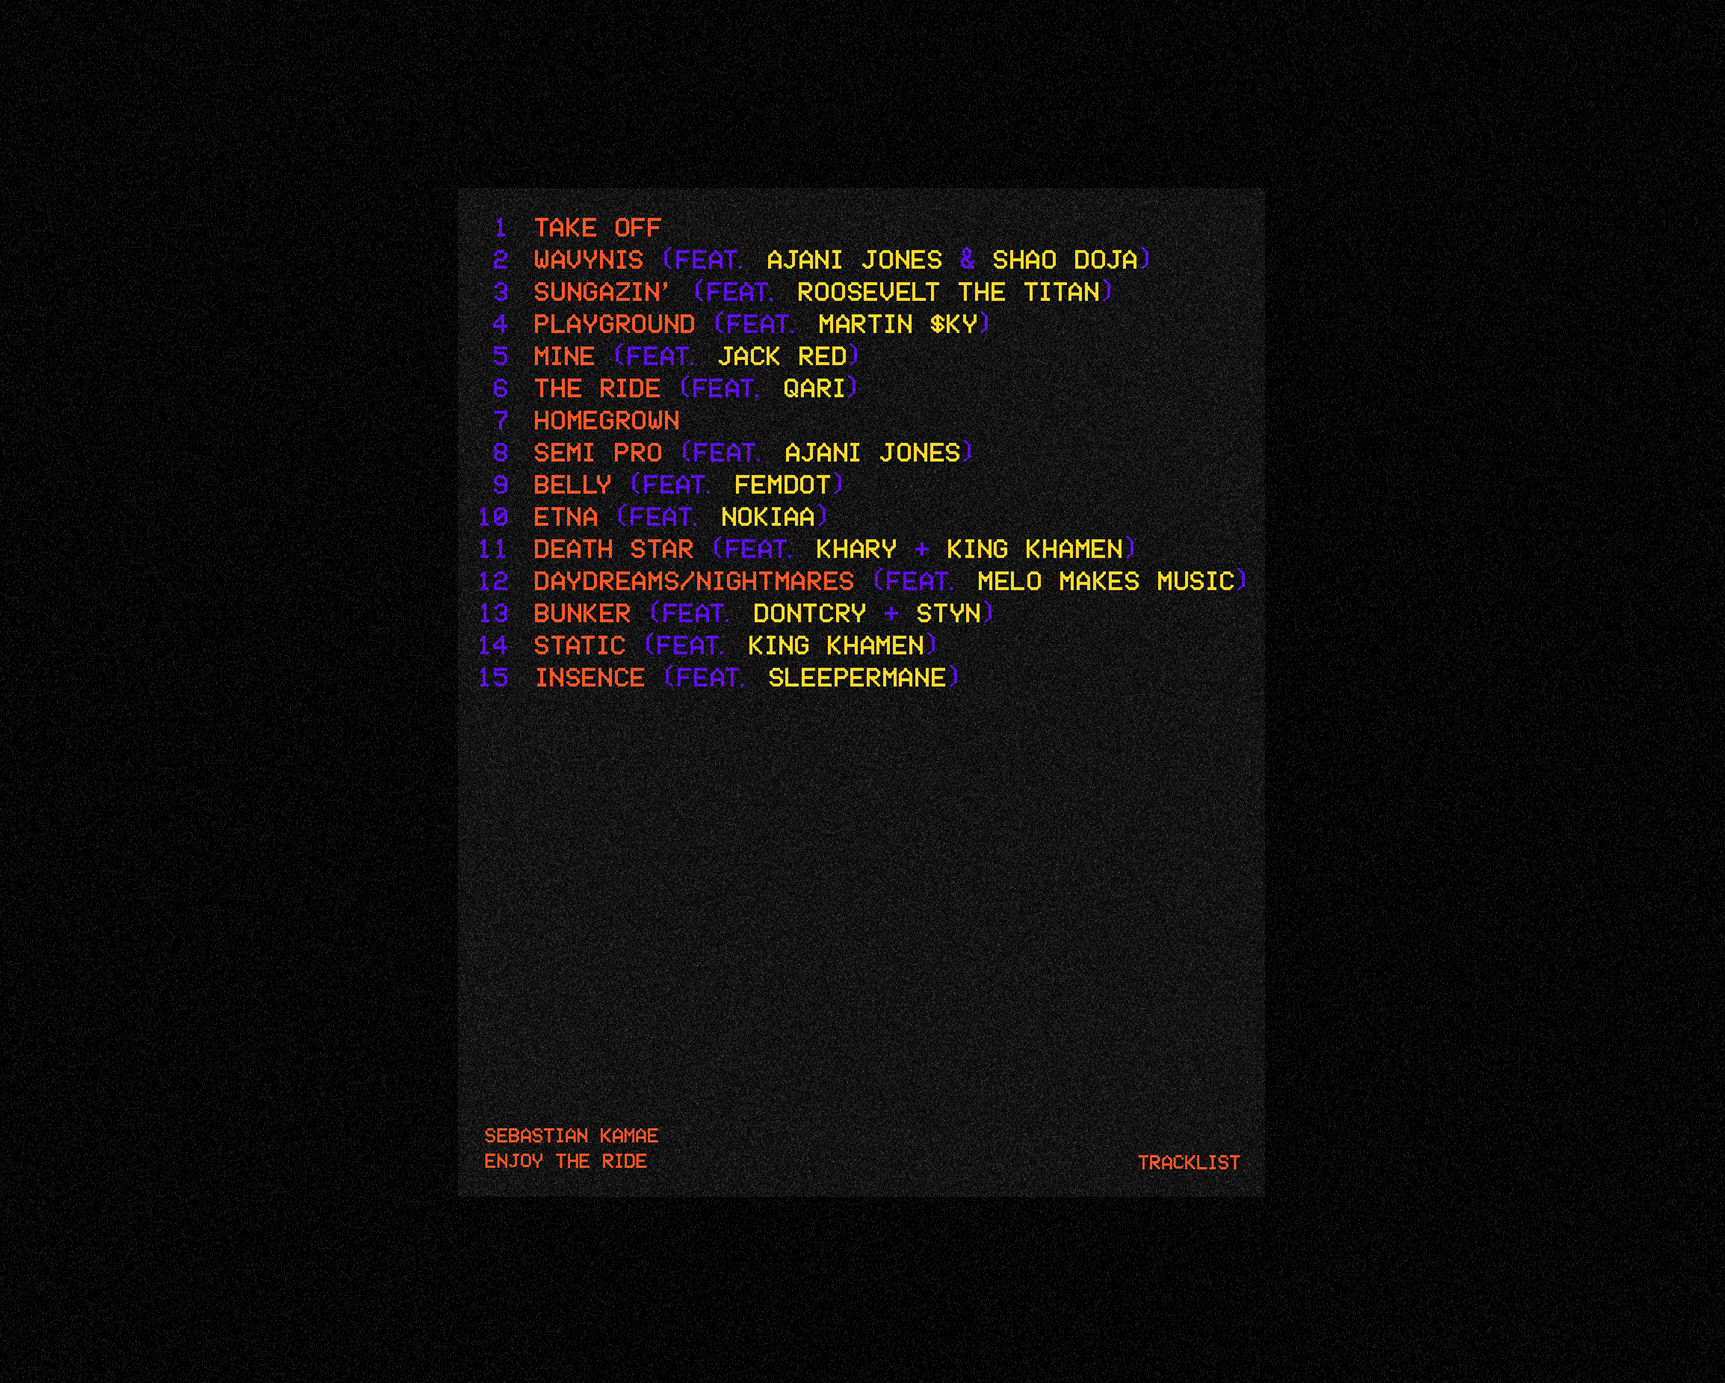 1 TAKE OFF
2 WAVYNIS (FEAT. AJANI JONES & SHAO DOJA)
3 SUNGAZIN' (FEAT. ROOSEVELT THE TITAN)
4 PLAYGROUND (FEAT. MARTIN $KY)
5 MINE (FEAT. JACK RED)
6 THE RIDE (FEAT. QARI)
7 HOMEGROWN
8 SEMI PRO (FEAT. AJANI JONES)
9 BELLY (FEAT. FEMDOT)
10 ETNA (FEAT. NOKIAA)
11 DEATH STAR (FEAT. KHARY + KING KHAMEN)
12 DAYDREAMS/NIGHTMARES (FEAT. MELO MAKES MUSIC)
13 BUNKER (FEAT. DONTCRY + STYN)
14 STATIC (FEAT. KING KHAMEN)
15 INSENCE (FEAT. SLEEPERMANE)
SEBASTIAN KAMAE
ENJOY THE RIDE
TRACKLIST